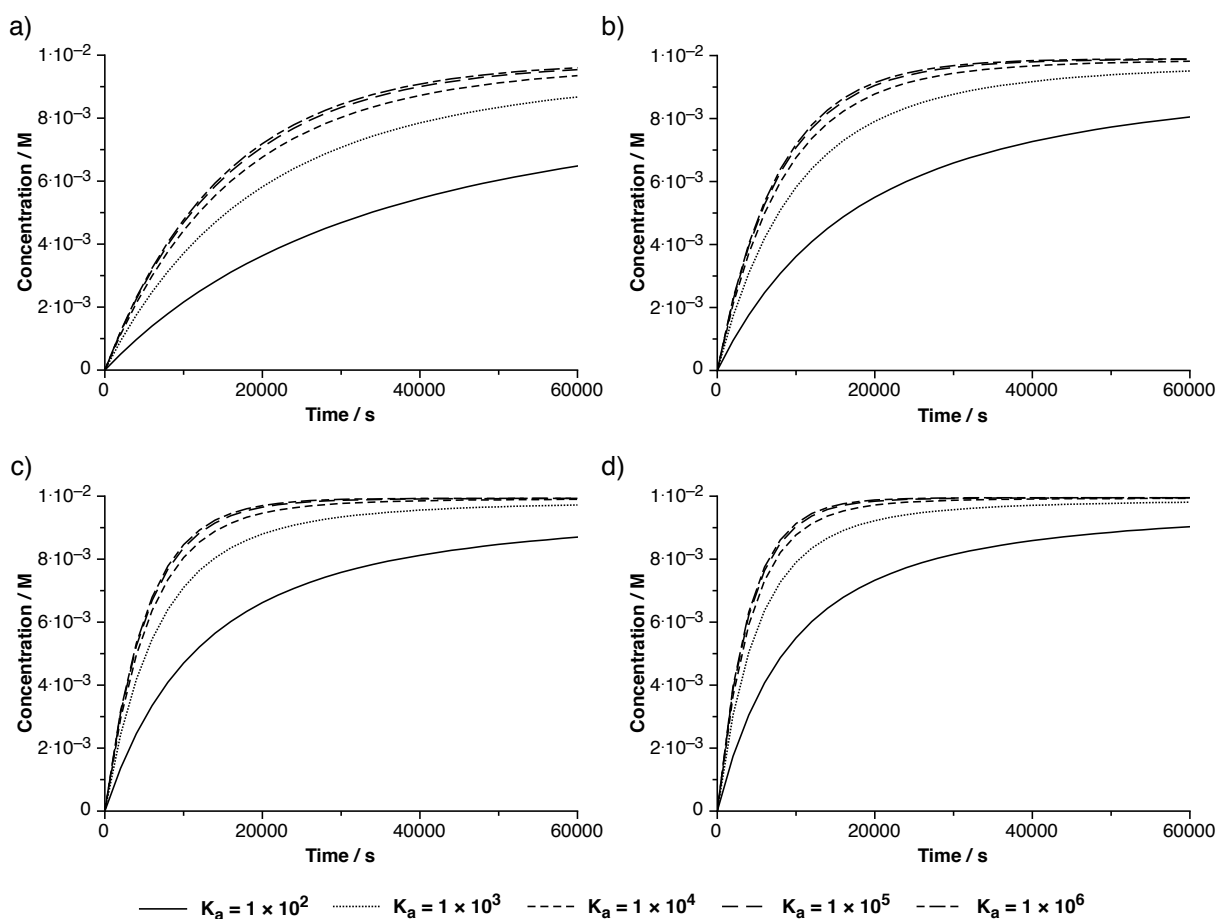 a)
b)
1·10⁻²
8·10⁻³
6·10⁻³
4·10⁻³
2·10⁻³
0
Concentration / M
0 20000 40000 60000
Time / s
1·10⁻²
8·10⁻³
6·10⁻³
4·10⁻³
2·10⁻³
0
Concentration / M
0 20000 40000 60000
Time / s
c)
d)
1·10⁻²
8·10⁻³
6·10⁻³
4·10⁻³
2·10⁻³
0
Concentration / M
0 20000 40000 60000
Time / s
1·10⁻²
8·10⁻³
6·10⁻³
4·10⁻³
2·10⁻³
0
Concentration / M
0 20000 40000 60000
Time / s
Kₐ = 1 × 10² Kₐ = 1 × 10³ Kₐ = 1 × 10⁴ Kₐ = 1 × 10⁵ Kₐ = 1 × 10⁶